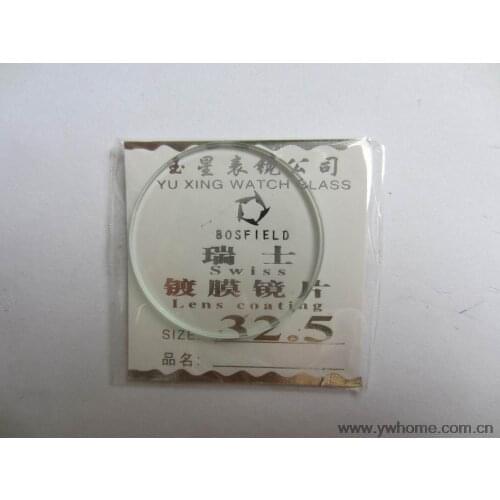 玉星表镜公司
YU XING WATCH GLASS
BOSFIELD
瑞士
Swiss
镀膜镜片
Lens coating
SIZE: 32.5
品名:
www.ywhome.com.cn